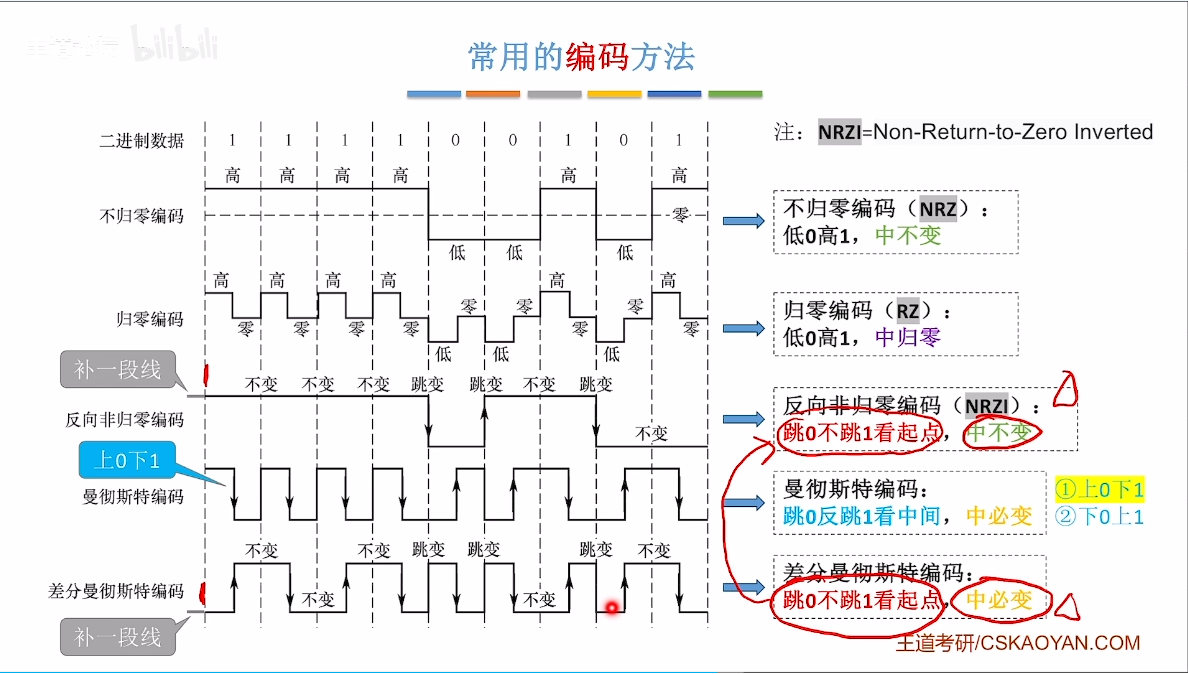 bilibili
常用的编码方法
二进制数据 1 1 1 1 0 0 1 0 1
注：NRZI=Non-Return-to-Zero Inverted
高 高 高 高 高 高
不归零编码 零
低 低 低
不归零编码（NRZ）：
低0高1，中不变
高 高 高 高 高 高
零 零 零
归零编码
零 零 零 零 零 零
低 低 低
归零编码（RZ）：
低0高1，中归零
补一段线
不变 不变 不变 跳变 跳变 不变 跳变
反向非归零编码
不变
反向非归零编码（NRZI）：
跳0不跳1看起点，中不变
上0下1
曼彻斯特编码
曼彻斯特编码：
跳0反跳1看中间，中必变
①上0下1
②下0上1
不变 不变 跳变 跳变 跳变 不变
差分曼彻斯特编码
不变 不变
补一段线
差分曼彻斯特编码：
跳0不跳1看起点，中必变
王道考研/CSKAOYAN.COM